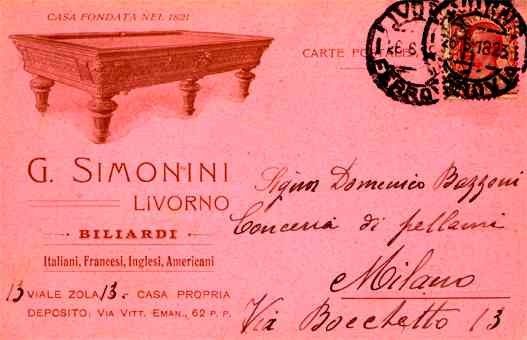 CASA FONDATA NEL 1821
CARTE POSTALE
G. SIMONINI
LIVORNO
BILIARDI
Italiani, Francesi, Inglesi, Americani
13 VIALE ZOLA 13. CASA PROPRIA
DEPOSITO: VIA VITT. EMAN., 62 P. P.
Signor Domenico Bazzoni
Conceria di pellami
Milano
Via Bocchetto 13
FERROVIA